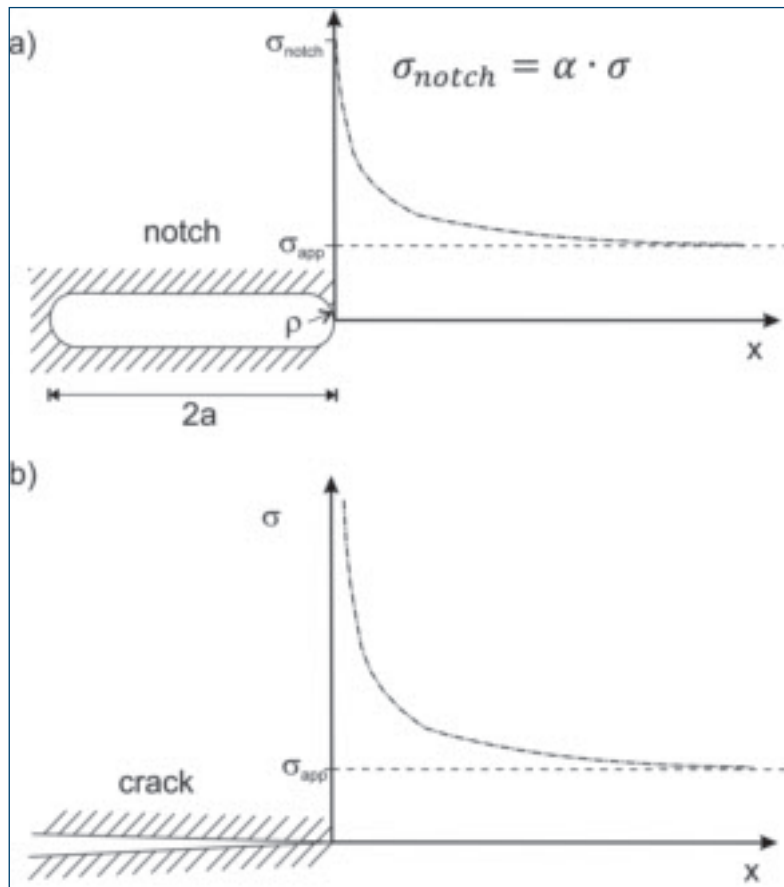 a)
σnotch
σnotch = α · σ
notch
σapp
ρ
x
2a
b)
σ
σapp
crack
x